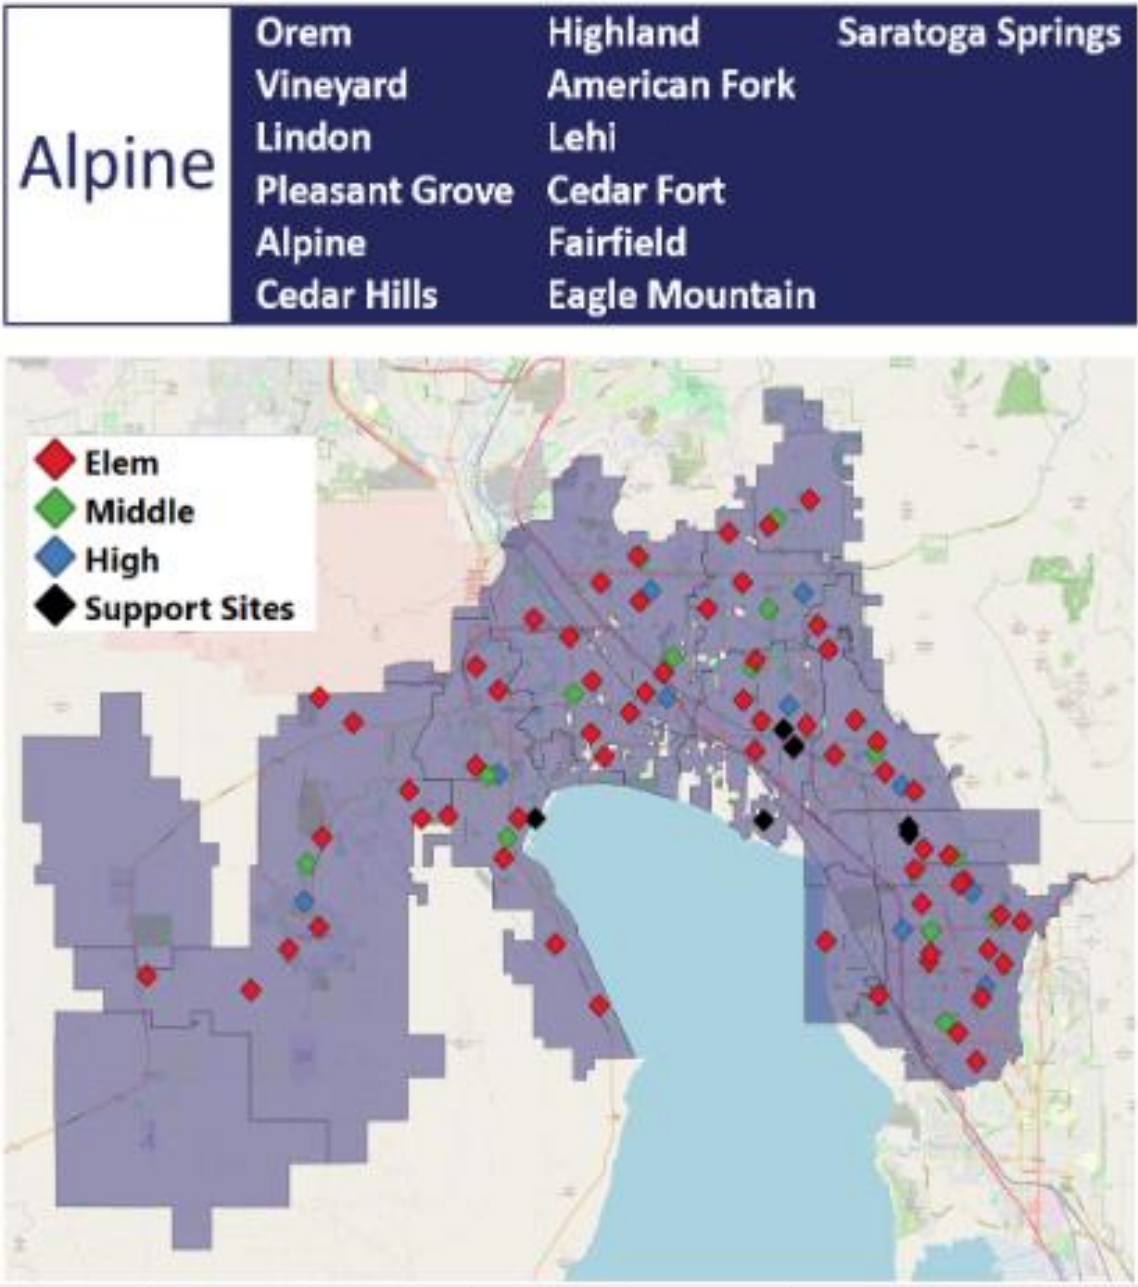 Alpine
Orem
Vineyard
Lindon
Pleasant Grove
Alpine
Cedar Hills
Highland
American Fork
Lehi
Cedar Fort
Fairfield
Eagle Mountain
Saratoga Springs
Elem
Middle
High
Support Sites